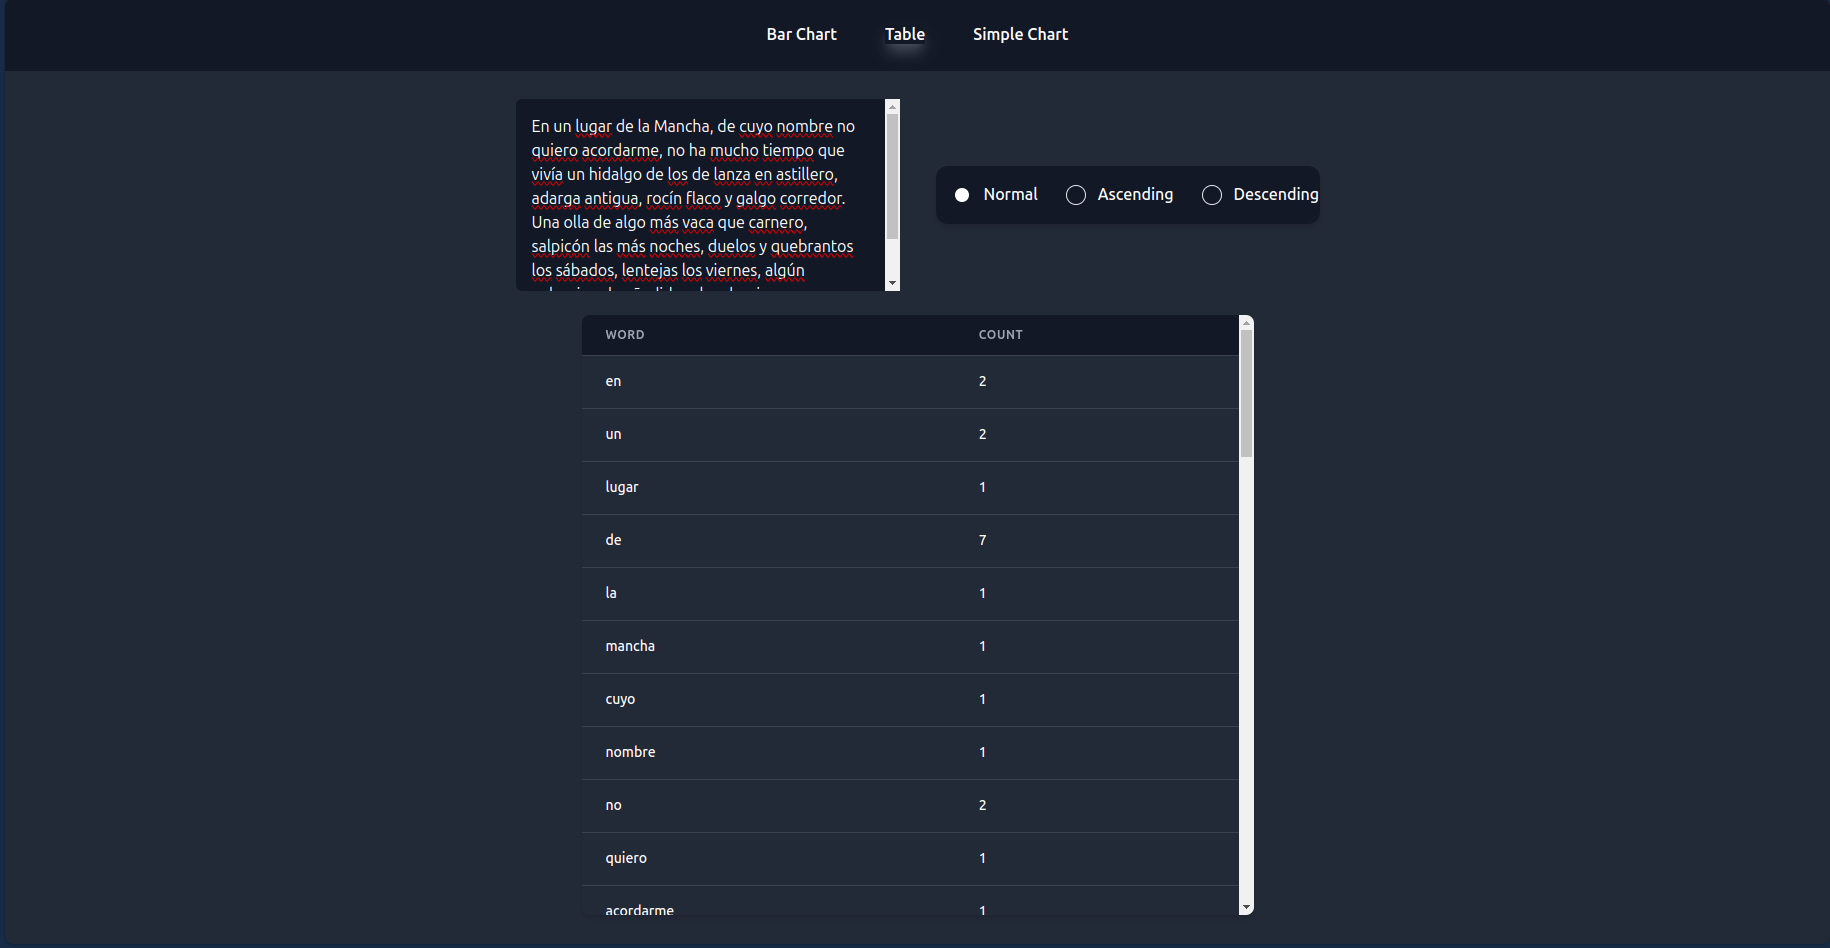 Bar Chart Table Simple Chart
En un lugar de la Mancha, de cuyo nombre no
quiero acordarme, no ha mucho tiempo que
vivía un hidalgo de los de lanza en astillero,
adarga antigua, rocín flaco y galgo corredor.
Una olla de algo más vaca que carnero,
salpicón las más noches, duelos y quebrantos
los sábados, lentejas los viernes, algún
Normal Ascending Descending
WORD COUNT
en 2
un 2
lugar 1
de 7
la 1
mancha 1
cuyo 1
nombre 1
no 2
quiero 1
acordarme 1